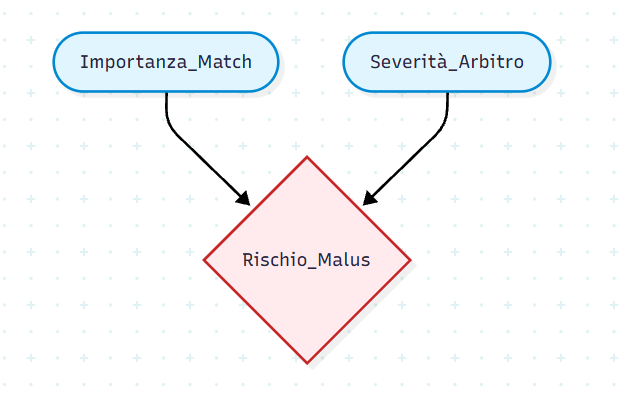 Importanza_Match
Severità_Arbitro
Rischio_Malus